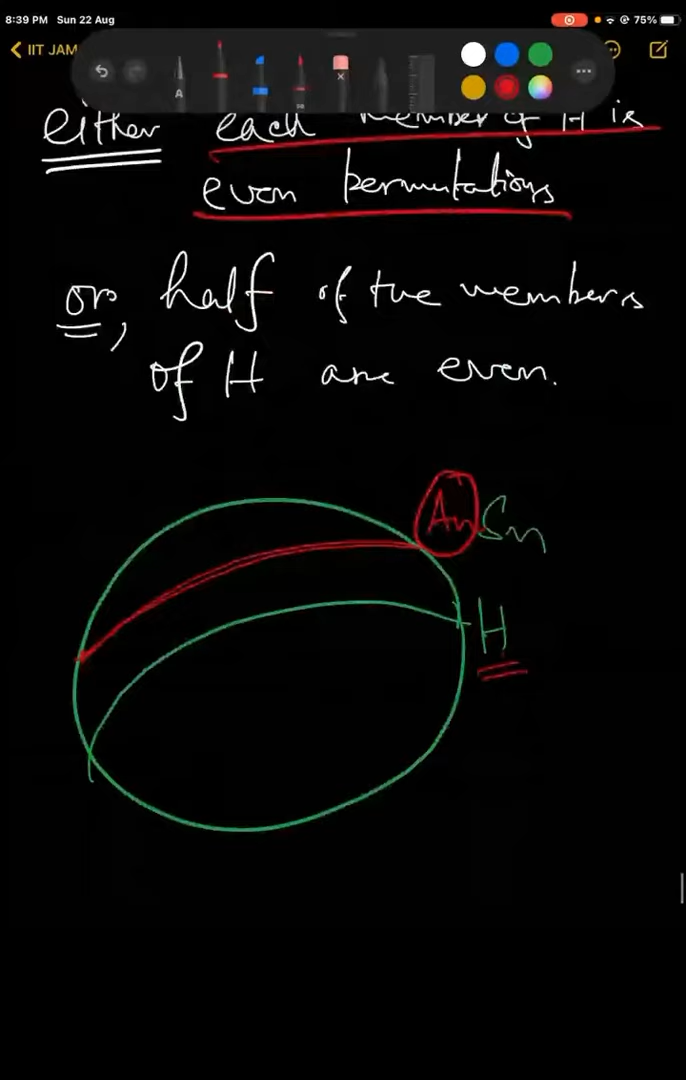 8:39 PM Sun 22 Aug
75%
IIT JAM
A
either each member of H is
even permutations
or, half of the members
of H are even.
An Sn
H